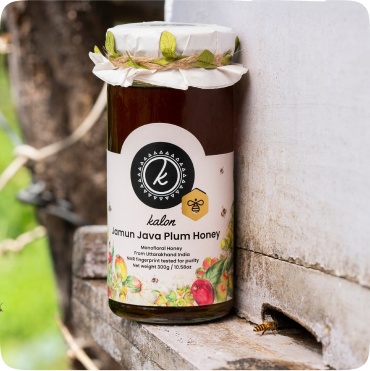 k
kalon
Jamun Java Plum Honey
Monofloral Honey
From Uttarakhand India
NMR fingerprint tested for purity
Net weight 300g / 10.58oz